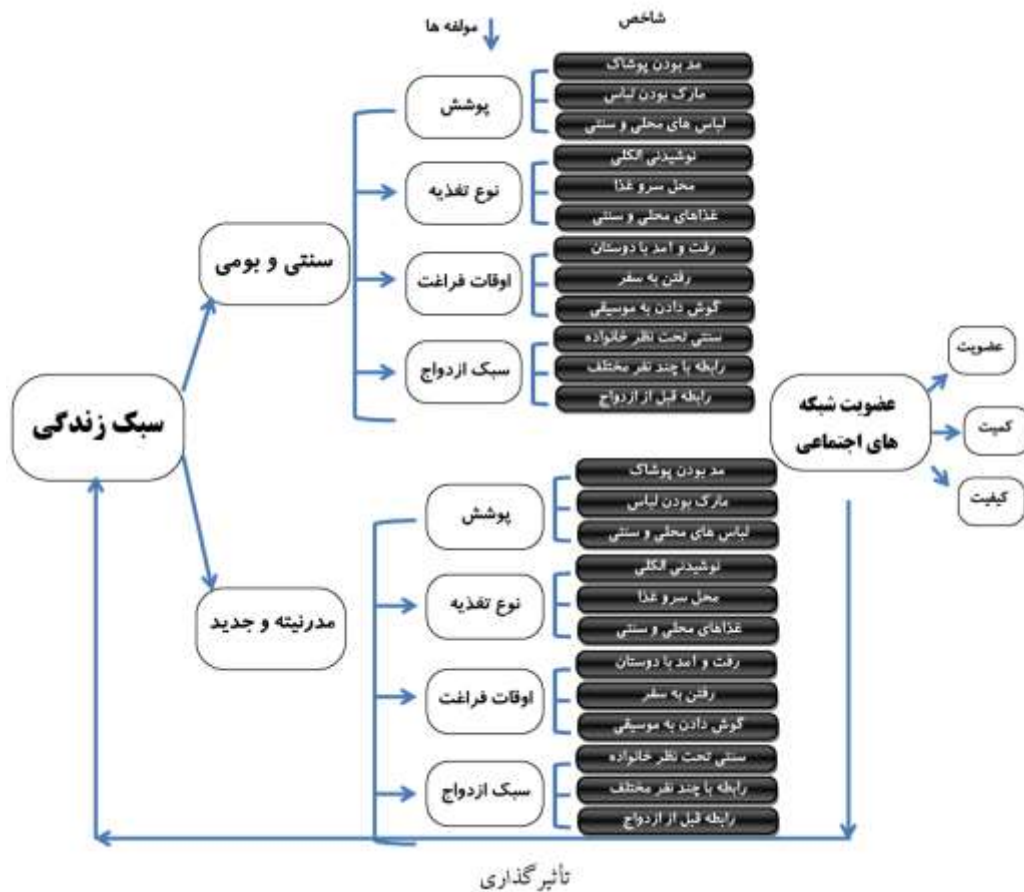 شاخص
مولفه ها
مد بودن پوشاک
مارک بودن لباس
لباس های محلی و سنتی
پوشش
نوشیدنی الکلی
محل سرو غذا
غذاهای محلی و سنتی
نوع تغذیه
رفت و آمد با دوستان
رفتن به سفر
گوش دادن به موسیقی
اوقات فراغت
سنتی تحت نظر خانواده
رابطه با چند نفر مختلف
رابطه قبل از ازدواج
سبک ازدواج
سنتی و بومی
سبک زندگی
عضویت شبکه
های اجتماعی
عضویت
کمیت
کیفیت
مد بودن پوشاک
مارک بودن لباس
لباس های محلی و سنتی
پوشش
نوشیدنی الکلی
محل سرو غذا
غذاهای محلی و سنتی
نوع تغذیه
رفت و آمد با دوستان
رفتن به سفر
گوش دادن به موسیقی
اوقات فراغت
سنتی تحت نظر خانواده
رابطه با چند نفر مختلف
رابطه قبل از ازدواج
سبک ازدواج
مدرنیته و جدید
تأثیرگذاری